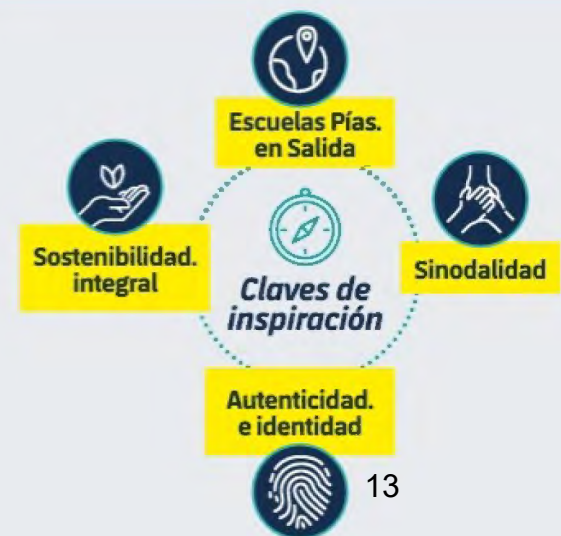 Escuelas Pías.
en Salida
Sostenibilidad.
integral
Sinodalidad
Claves de
inspiración
Autenticidad.
e identidad
13